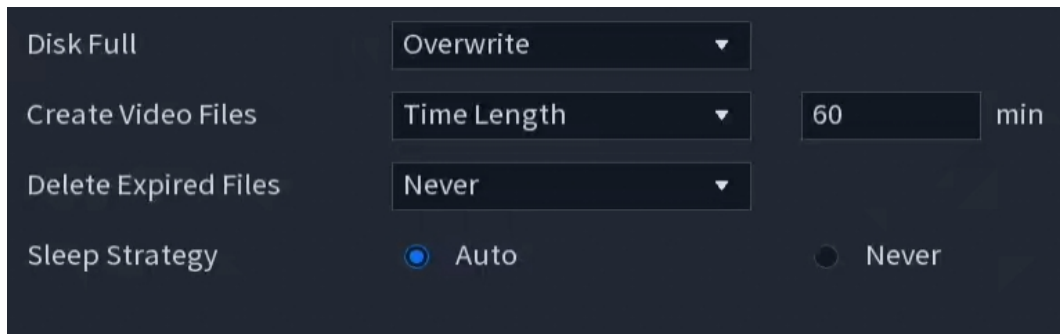 Disk Full Overwrite
Create Video Files Time Length 60 min
Delete Expired Files Never
Sleep Strategy Auto Never